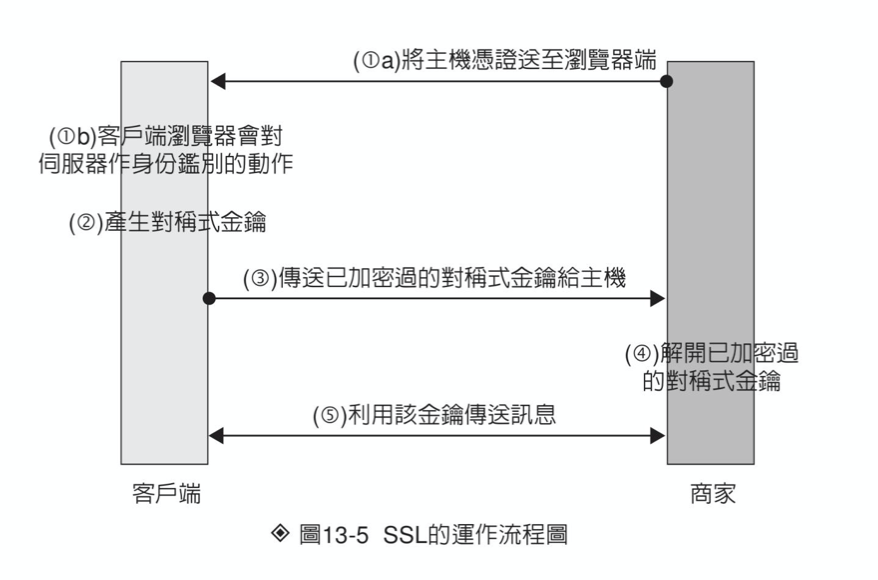 (①a)將主機憑證送至瀏覽器端
(①b)客戶端瀏覽器會對
伺服器作身份鑑別的動作
(②)產生對稱式金鑰
(③)傳送已加密過的對稱式金鑰給主機
(④)解開已加密過
的對稱式金鑰
(⑤)利用該金鑰傳送訊息
客戶端
商家
◈ 圖13-5 SSL的運作流程圖